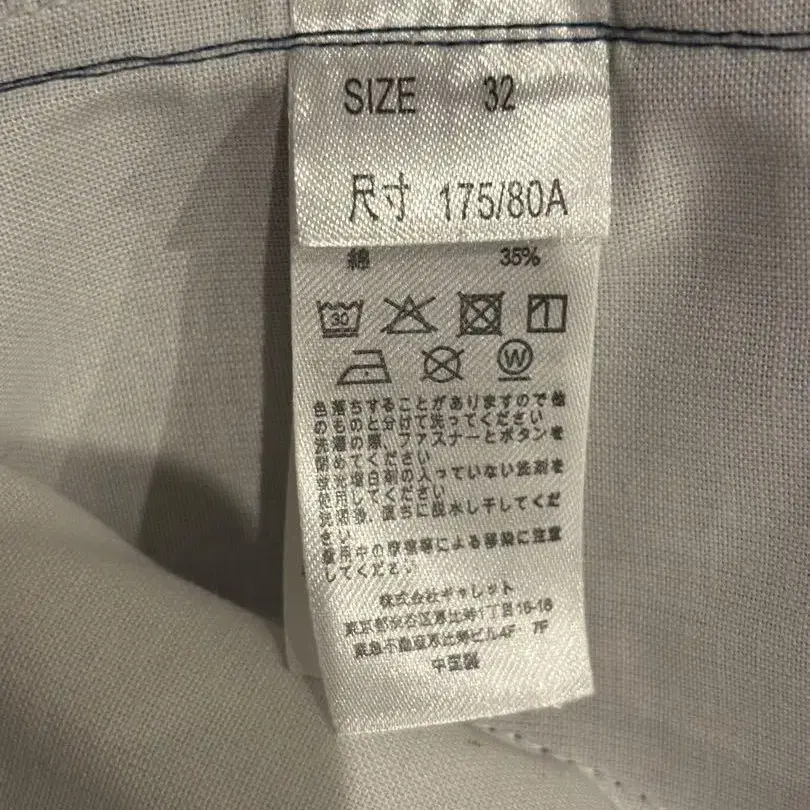 SIZE 32
尺寸 175/80A
綿 35%
30
W
色落ちすることがありますので他
のものと分けて洗ってください
洗濯の際、ファスナーとボタンを
閉めてください
蛍光増白剤の入っていない洗剤を
使用してください
洗濯後、直ちに脱水し干してくだ
さい
着用中の摩擦等による移染に注意
してください
株式会社ギャレット
東京都渋谷区恵比寿1丁目19-18
東急不動産恵比寿ビル4F・7F
中国製